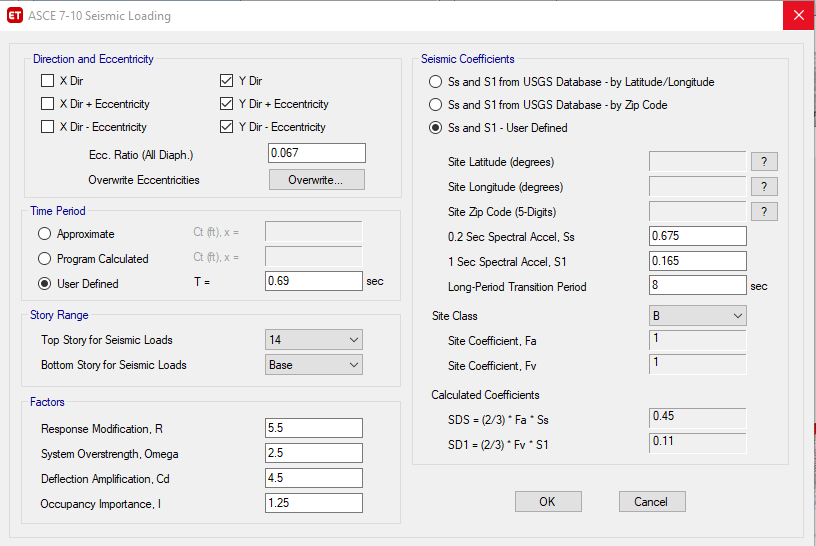 ET ASCE 7-10 Seismic Loading
Direction and Eccentricity
X Dir
Y Dir
X Dir + Eccentricity
Y Dir + Eccentricity
X Dir - Eccentricity
Y Dir - Eccentricity
Ecc. Ratio (All Diaph.) 0.067
Overwrite Eccentricities Overwrite...
Time Period
Approximate Ct (ft), x =
Program Calculated Ct (ft), x =
User Defined T = 0.69 sec
Story Range
Top Story for Seismic Loads 14
Bottom Story for Seismic Loads Base
Factors
Response Modification, R 5.5
System Overstrength, Omega 2.5
Deflection Amplification, Cd 4.5
Occupancy Importance, I 1.25
Seismic Coefficients
Ss and S1 from USGS Database - by Latitude/Longitude
Ss and S1 from USGS Database - by Zip Code
Ss and S1 - User Defined
Site Latitude (degrees) ?
Site Longitude (degrees) ?
Site Zip Code (5-Digits) ?
0.2 Sec Spectral Accel, Ss 0.675
1 Sec Spectral Accel, S1 0.165
Long-Period Transition Period 8 sec
Site Class B
Site Coefficient, Fa 1
Site Coefficient, Fv 1
Calculated Coefficients
SDS = (2/3) * Fa * Ss 0.45
SD1 = (2/3) * Fv * S1 0.11
OK Cancel